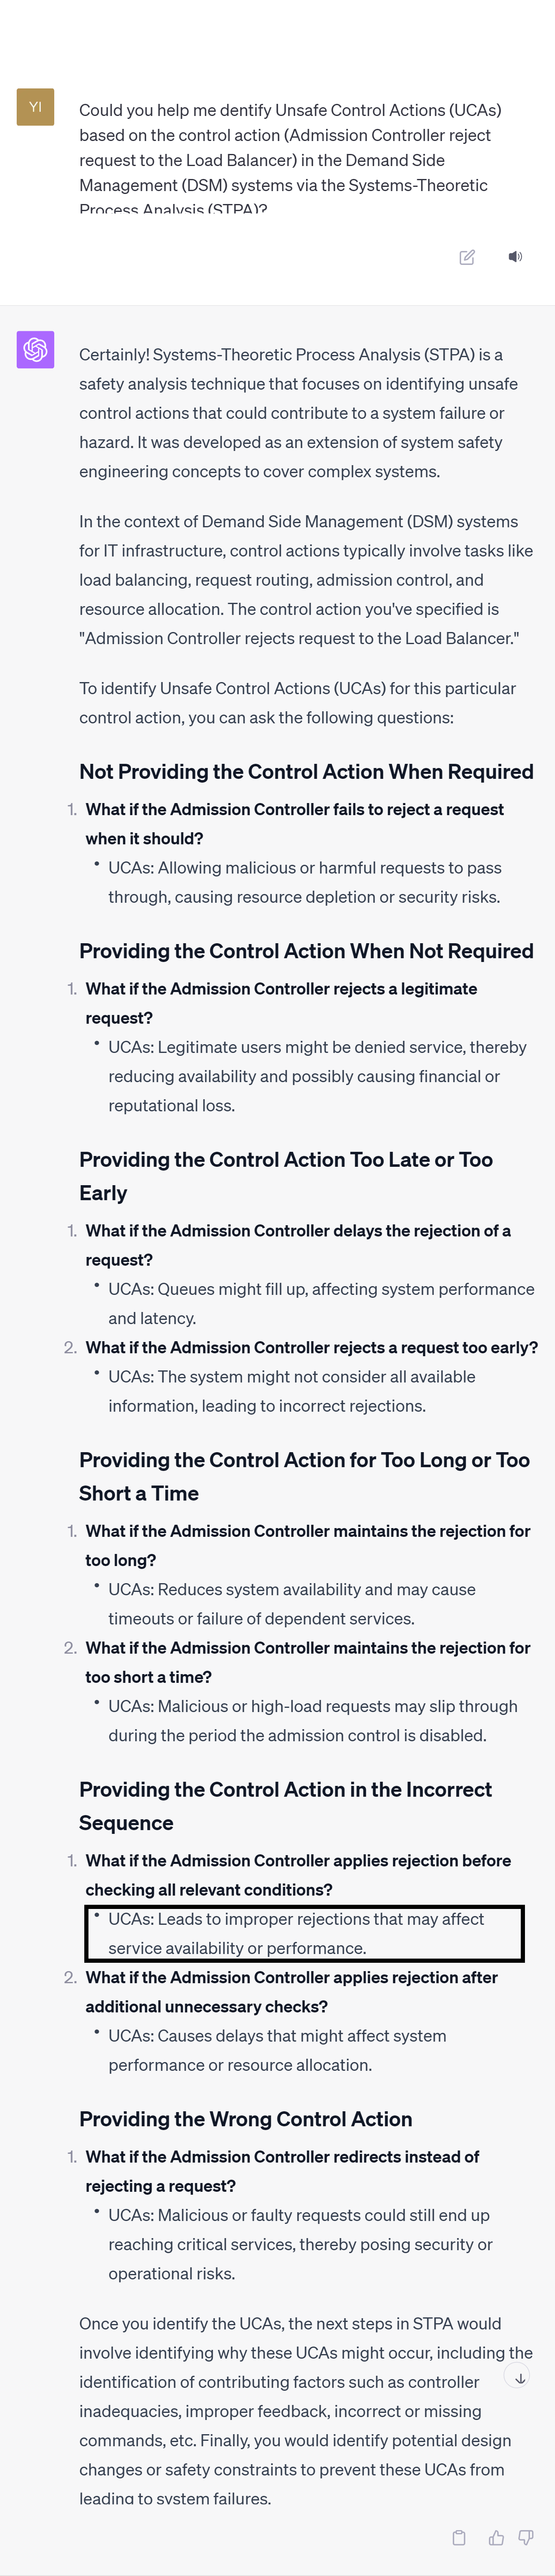 YI
Could you help me dentify Unsafe Control Actions (UCAs)
based on the control action (Admission Controller reject
request to the Load Balancer) in the Demand Side
Management (DSM) systems via the Systems-Theoretic
Process Analysis (STPA)?
Certainly! Systems-Theoretic Process Analysis (STPA) is a
safety analysis technique that focuses on identifying unsafe
control actions that could contribute to a system failure or
hazard. It was developed as an extension of system safety
engineering concepts to cover complex systems.
In the context of Demand Side Management (DSM) systems
for IT infrastructure, control actions typically involve tasks like
load balancing, request routing, admission control, and
resource allocation. The control action you've specified is
"Admission Controller rejects request to the Load Balancer."
To identify Unsafe Control Actions (UCAs) for this particular
control action, you can ask the following questions:
Not Providing the Control Action When Required
1. What if the Admission Controller fails to reject a request
when it should?
• UCAs: Allowing malicious or harmful requests to pass
through, causing resource depletion or security risks.
Providing the Control Action When Not Required
1. What if the Admission Controller rejects a legitimate
request?
• UCAs: Legitimate users might be denied service, thereby
reducing availability and possibly causing financial or
reputational loss.
Providing the Control Action Too Late or Too
Early
1. What if the Admission Controller delays the rejection of a
request?
• UCAs: Queues might fill up, affecting system performance
and latency.
2. What if the Admission Controller rejects a request too early?
• UCAs: The system might not consider all available
information, leading to incorrect rejections.
Providing the Control Action for Too Long or Too
Short a Time
1. What if the Admission Controller maintains the rejection for
too long?
• UCAs: Reduces system availability and may cause
timeouts or failure of dependent services.
2. What if the Admission Controller maintains the rejection for
too short a time?
• UCAs: Malicious or high-load requests may slip through
during the period the admission control is disabled.
Providing the Control Action in the Incorrect
Sequence
1. What if the Admission Controller applies rejection before
checking all relevant conditions?
• UCAs: Leads to improper rejections that may affect
service availability or performance.
2. What if the Admission Controller applies rejection after
additional unnecessary checks?
• UCAs: Causes delays that might affect system
performance or resource allocation.
Providing the Wrong Control Action
1. What if the Admission Controller redirects instead of
rejecting a request?
• UCAs: Malicious or faulty requests could still end up
reaching critical services, thereby posing security or
operational risks.
Once you identify the UCAs, the next steps in STPA would
involve identifying why these UCAs might occur, including the
identification of contributing factors such as controller
inadequacies, improper feedback, incorrect or missing
commands, etc. Finally, you would identify potential design
changes or safety constraints to prevent these UCAs from
leading to system failures.